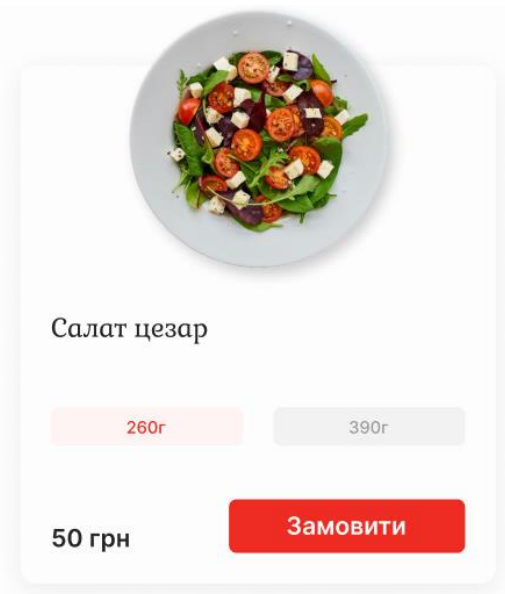 Салат цезар
260г
390г
50 грн
Замовити